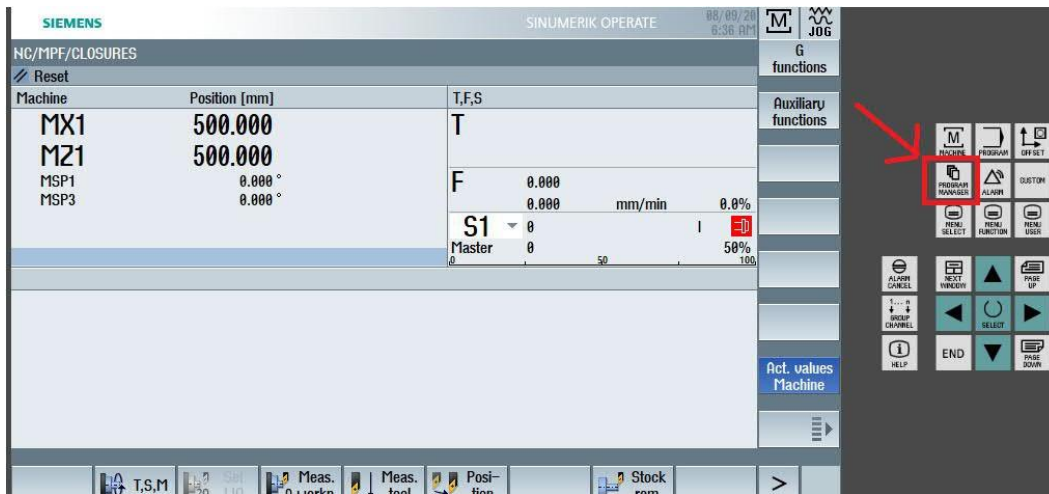 SIEMENS
SINUMERIK OPERATE
08/09/20
6:36 AM
M
JOG
NC/MPF/CLOSURES
Reset
Machine Position [mm]
MX1 500.000
MZ1 500.000
MSP1 0.000 °
MSP3 0.000 °
T,F,S
T
F 0.000
0.000 mm/min 0.0%
S1 0 I
Master 0 50%
0 50 100
G
functions
Auxiliary
functions
Act. values
Machine
T,S,M
Meas.
Meas.
tool
Posi-
tion
Stock
>
M
MACHINE
PROGRAM
OFFSET
PROGRAM
MANAGER
ALARM
CUSTOM
MENU
SELECT
MENU
FUNCTION
MENU
USER
ALARM
CANCEL
NEXT
WINDOW
PAGE
UP
1... n
GROUP
CHANNEL
SELECT
i
HELP
END
PAGE
DOWN